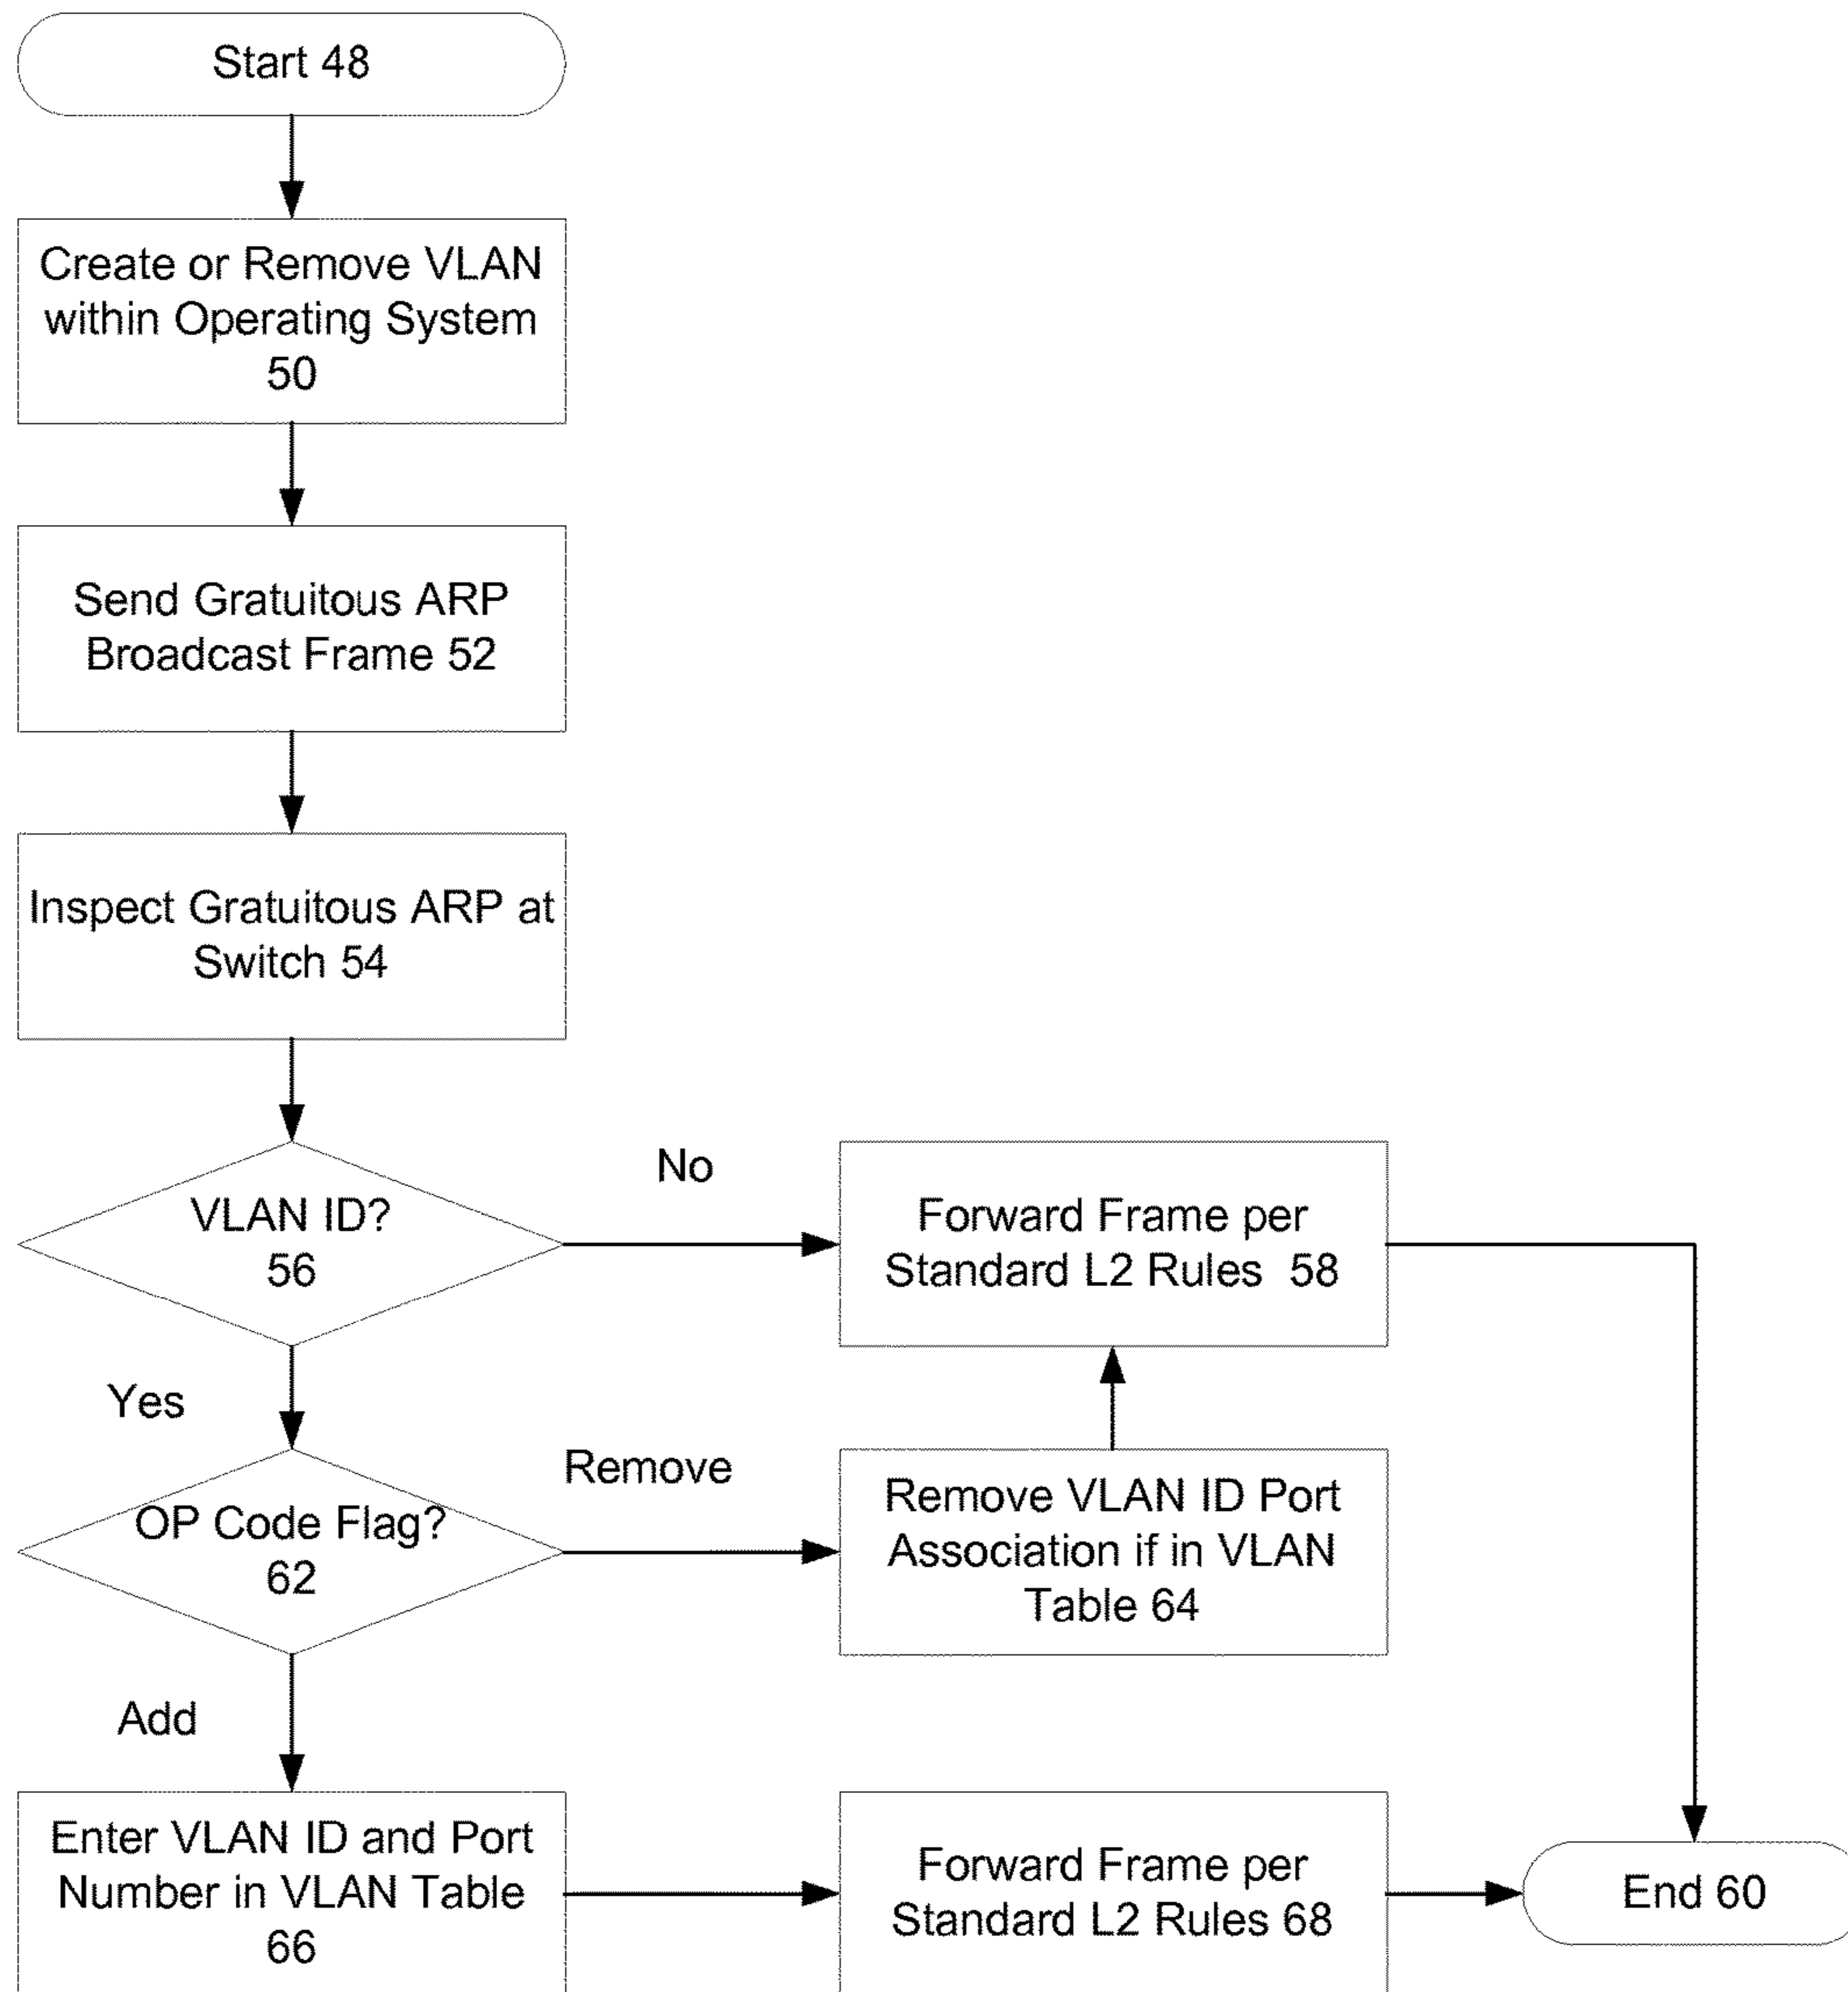 Start 48
Create or Remove VLAN
within Operating System
50
Send Gratuitous ARP
Broadcast Frame 52
Inspect Gratuitous ARP at
Switch 54
VLAN ID?
56
No
Forward Frame per
Standard L2 Rules 58
Yes
OP Code Flag?
62
Remove
Remove VLAN ID Port
Association if in VLAN
Table 64
Add
Enter VLAN ID and Port
Number in VLAN Table
66
Forward Frame per
Standard L2 Rules 68
End 60